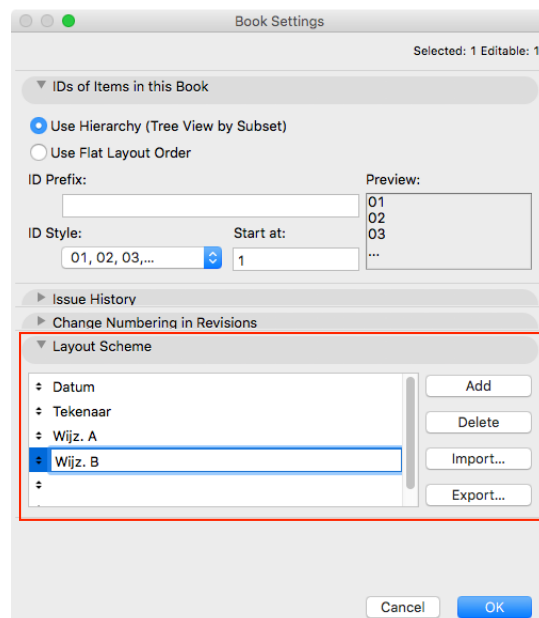 Book Settings
Selected: 1 Editable: 1
IDs of Items in this Book
Use Hierarchy (Tree View by Subset)
Use Flat Layout Order
ID Prefix:
Preview:
01
02
03
...
ID Style:
Start at:
01, 02, 03,...
1
Issue History
Change Numbering in Revisions
Layout Scheme
Datum
Tekenaar
Wijz. A
Wijz. B
Add
Delete
Import...
Export...
Cancel
OK